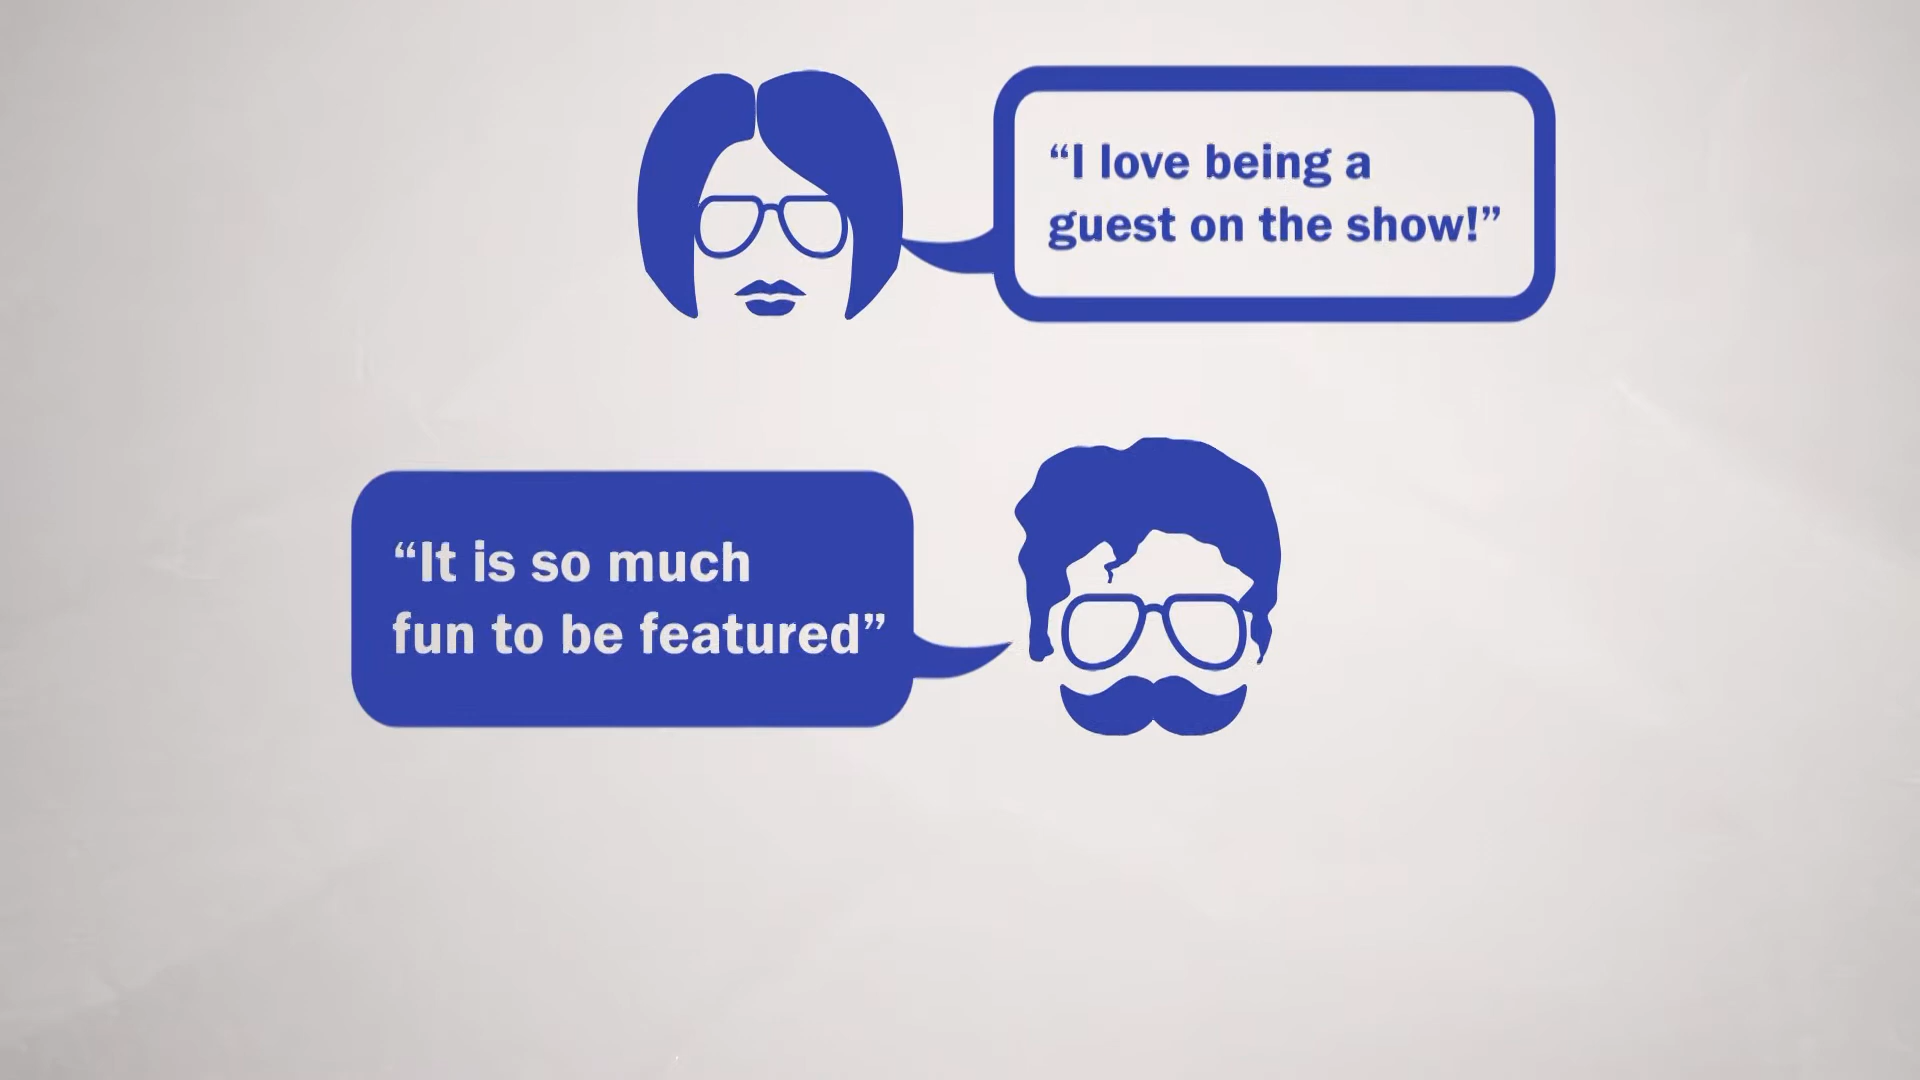 “I love being a
guest on the show!”
“It is so much
fun to be featured”